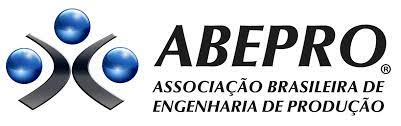 ABEPRO®
ASSOCIAÇÃO BRASILEIRA DE
ENGENHARIA DE PRODUÇÃO